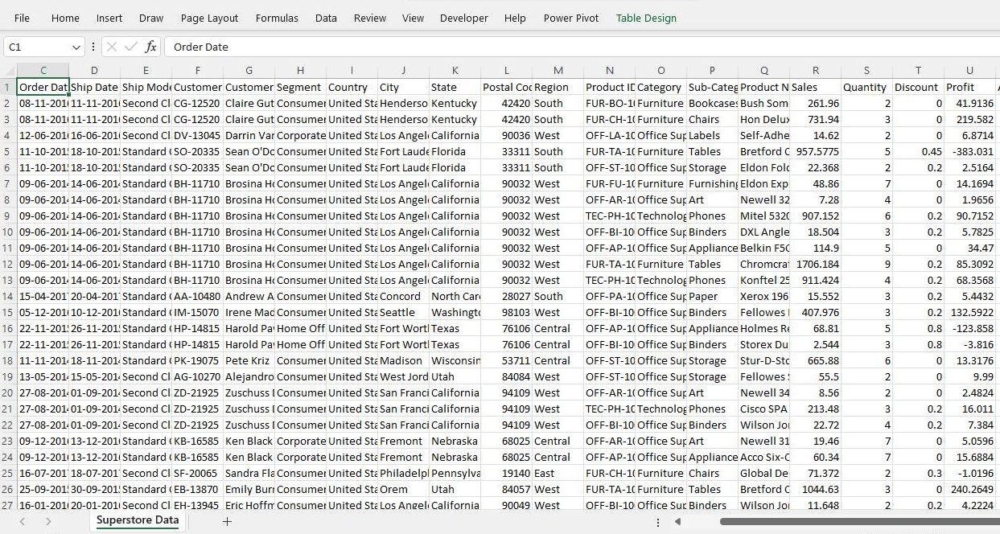 File Home Insert Draw Page Layout Formulas Data Review View Developer Help Power Pivot Table Design
C1 fx Order Date
C D E F G H I J K L M N O P Q R S T U
1 Order Dat Ship Date Ship Mode Customer Customer Segment Country City State Postal Coc Region Product ID Category Sub-Categ Product N Sales Quantity Discount Profit
2 08-11-201 11-11-201 Second Cl CG-12520 Claire Gut Consumer United Sta Henderso Kentucky 42420 South FUR-BO-10 Furniture Bookcases Bush Som 261.96 2 0 41.9136
3 08-11-201 11-11-201 Second Cl CG-12520 Claire Gut Consumer United Sta Henderso Kentucky 42420 South FUR-CH-10 Furniture Chairs Hon Delux 731.94 3 0 219.582
4 12-06-201 16-06-201 Second Cl DV-13045 Darrin Var Corporate United Sta Los Angel California 90036 West OFF-LA-10 Office Sup Labels Self-Adhe 14.62 2 0 6.8714
5 11-10-201 18-10-201 Standard SO-20335 Sean O'Do Consumer United Sta Fort Laude Florida 33311 South FUR-TA-10 Furniture Tables Bretford C 957.5775 5 0.45 -383.031
6 11-10-201 18-10-201 Standard SO-20335 Sean O'Do Consumer United Sta Fort Laude Florida 33311 South OFF-ST-10 Office Sup Storage Eldon Fold 22.368 2 0.2 2.5164
7 09-06-201 14-06-201 Standard BH-11710 Brosina Ho Consumer United Sta Los Angel California 90032 West FUR-FU-10 Furniture Furnishing Eldon Exp 48.86 7 0 14.1694
8 09-06-201 14-06-201 Standard BH-11710 Brosina Ho Consumer United Sta Los Angel California 90032 West OFF-AR-10 Office Sup Art Newell 32 7.28 4 0 1.9656
9 09-06-201 14-06-201 Standard BH-11710 Brosina Ho Consumer United Sta Los Angel California 90032 West TEC-PH-10 Technolog Phones Mitel 5320 907.152 6 0.2 90.7152
10 09-06-201 14-06-201 Standard BH-11710 Brosina Ho Consumer United Sta Los Angel California 90032 West OFF-BI-10 Office Sup Binders DXL Angle 18.504 3 0.2 5.7825
11 09-06-201 14-06-201 Standard BH-11710 Brosina Ho Consumer United Sta Los Angel California 90032 West OFF-AP-10 Office Sup Appliance Belkin F5C 114.9 5 0 34.47
12 09-06-201 14-06-201 Standard BH-11710 Brosina Ho Consumer United Sta Los Angel California 90032 West FUR-TA-10 Furniture Tables Chromcraf 1706.184 9 0.2 85.3092
13 09-06-201 14-06-201 Standard BH-11710 Brosina Ho Consumer United Sta Los Angel California 90032 West TEC-PH-10 Technolog Phones Konftel 25 911.424 4 0.2 68.3568
14 15-04-201 20-04-201 Standard AA-10480 Andrew A Consumer United Sta Concord North Car 28027 South OFF-PA-10 Office Sup Paper Xerox 196 15.552 3 0.2 5.4432
15 05-12-201 10-12-201 Standard IM-15070 Irene Mad Consumer United Sta Seattle Washingto 98103 West OFF-BI-10 Office Sup Binders Fellowes 407.976 3 0.2 132.5922
16 22-11-201 26-11-201 Standard HP-14815 Harold Pa Home Off United Sta Fort Wort Texas 76106 Central OFF-AP-10 Office Sup Appliance Holmes Re 68.81 5 0.8 -123.858
17 22-11-201 26-11-201 Standard HP-14815 Harold Pa Home Off United Sta Fort Wort Texas 76106 Central OFF-BI-10 Office Sup Binders Storex Du 2.544 3 0.8 -3.816
18 11-11-201 18-11-201 Standard PK-19075 Pete Kriz Consumer United Sta Madison Wisconsin 53711 Central OFF-ST-10 Office Sup Storage Stur-D-Sto 665.88 6 0 13.3176
19 13-05-201 15-05-201 Second Cl AG-10270 Alejandro Consumer United Sta West Jord Utah 84084 West OFF-ST-10 Office Sup Storage Fellowes 55.5 2 0 9.99
20 27-08-201 01-09-201 Second Cl ZD-21925 Zuschuss Consumer United Sta San Franci California 94109 West OFF-AR-10 Office Sup Art Newell 34 8.56 2 0 2.4824
21 27-08-201 01-09-201 Second Cl ZD-21925 Zuschuss Consumer United Sta San Franci California 94109 West TEC-PH-10 Technolog Phones Cisco SPA 213.48 3 0.2 16.011
22 27-08-201 01-09-201 Second Cl ZD-21925 Zuschuss Consumer United Sta San Franci California 94109 West OFF-BI-10 Office Sup Binders Wilson Jo 22.72 4 0.2 7.384
23 09-12-201 13-12-201 Standard KB-16585 Ken Black Corporate United Sta Fremont Nebraska 68025 Central OFF-AR-10 Office Sup Art Newell 31 19.46 7 0 5.0596
24 09-12-201 13-12-201 Standard KB-16585 Ken Black Corporate United Sta Fremont Nebraska 68025 Central OFF-AP-10 Office Sup Appliance Acco Six-C 60.34 7 0 15.6884
25 16-07-201 18-07-201 Second Cl SF-20065 Sandra Fla Consumer United Sta Philadelpl Pennsylva 19140 East FUR-CH-10 Furniture Chairs Global De 71.372 2 0.3 -1.0196
26 25-09-201 30-09-201 Standard EB-13870 Emily Burr Consumer United Sta Orem Utah 84057 West FUR-TA-10 Furniture Tables Bretford C 1044.63 3 0 240.2649
27 16-01-201 20-01-201 Second Cl EH-13945 Eric Hoffm Consumer United Sta Los Angel California 90049 West OFF-BI-10 Office Sup Binders Wilson Jo 11.648 2 0.2 4.2224
Superstore Data